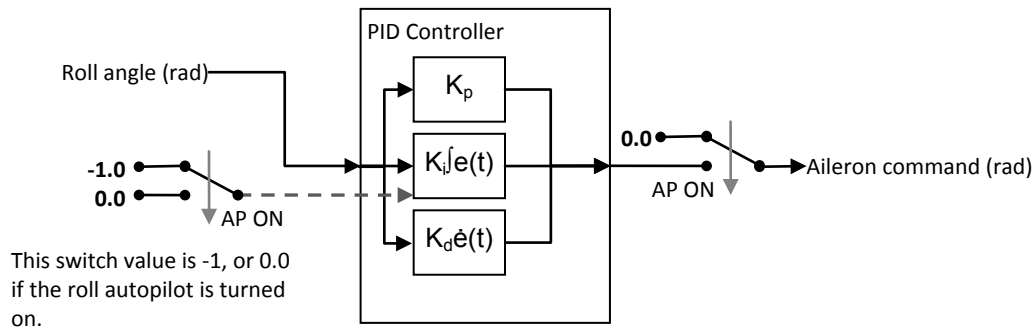 PID Controller
Roll angle (rad)
Kp
0.0
Ki∫e(t)
-1.0
Aileron command (rad)
AP ON
0.0
AP ON
Kdė(t)
This switch value is -1, or 0.0
if the roll autopilot is turned
on.